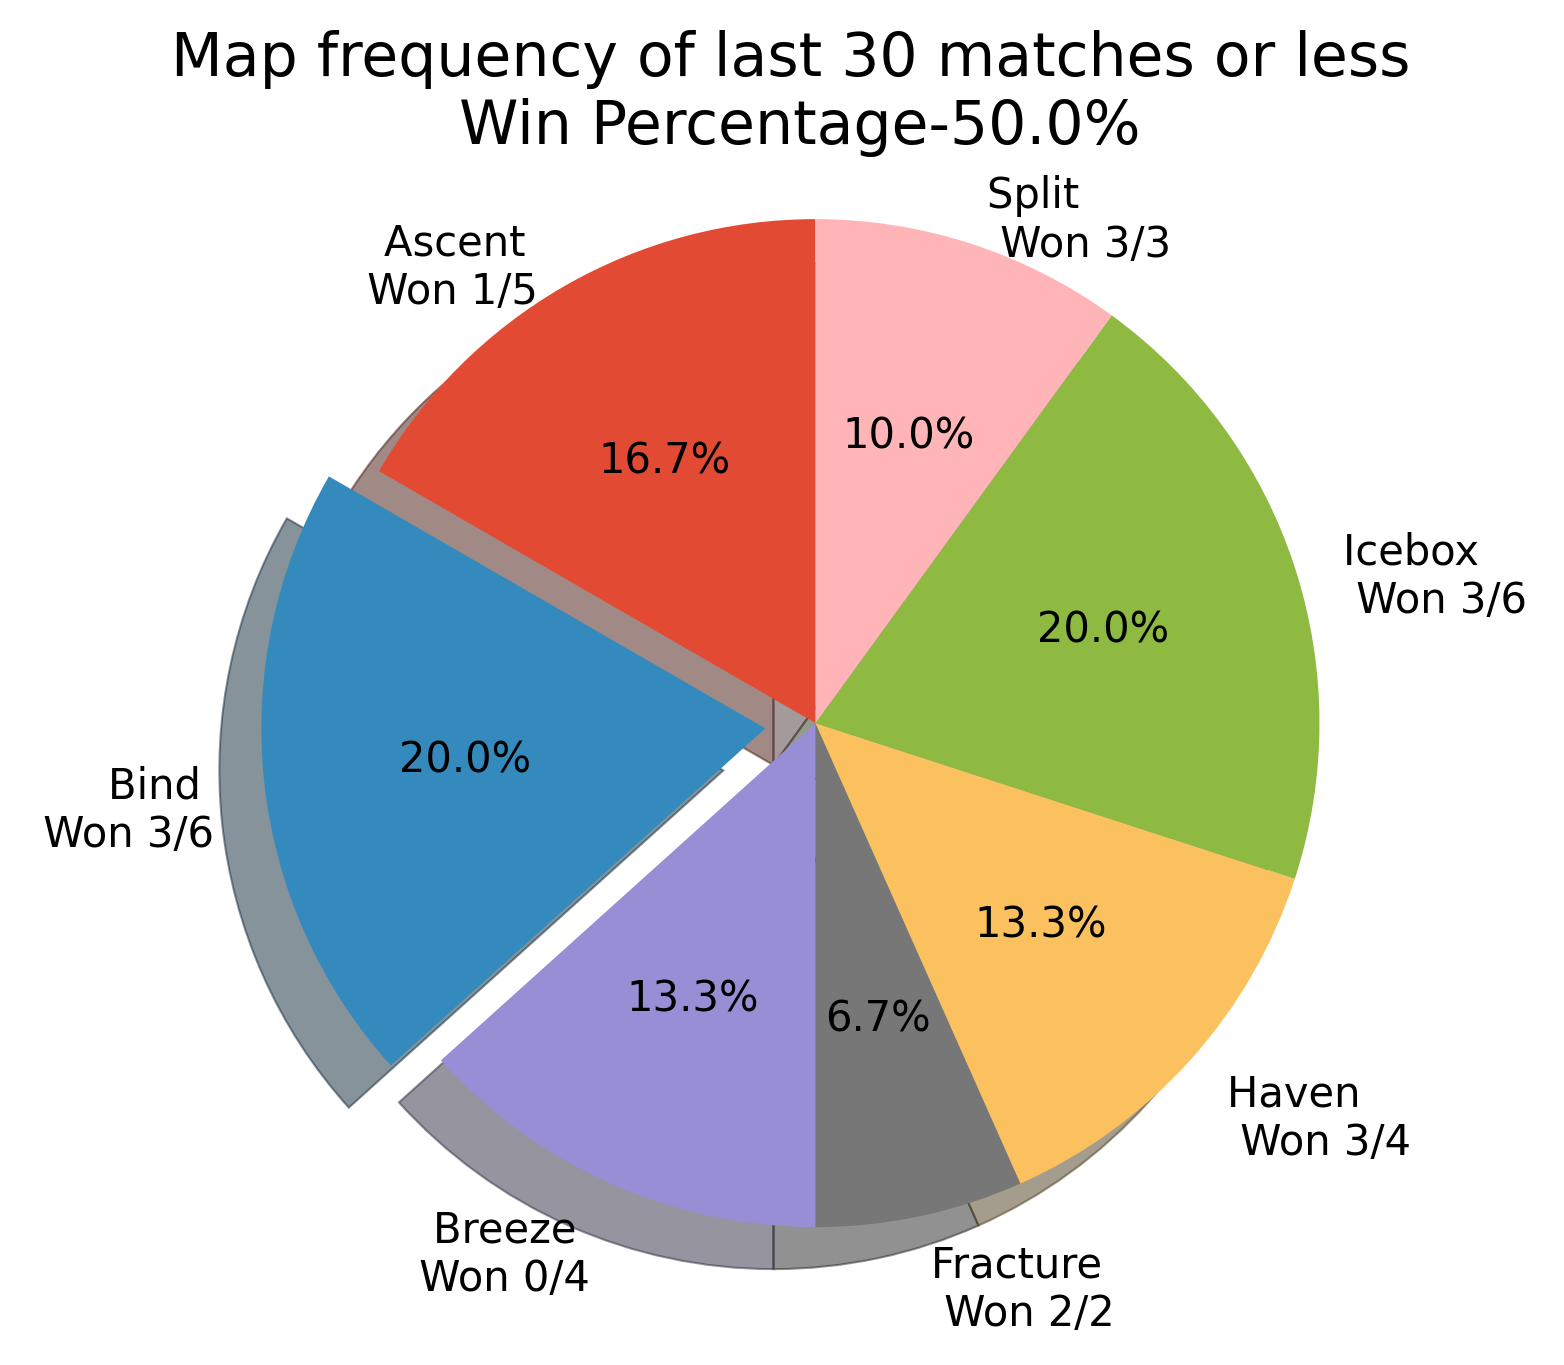 Map frequency of last 30 matches or less
Win Percentage-50.0%
Split
Won 3/3
Ascent
Won 1/5
10.0%
16.7%
Icebox
Won 3/6
20.0%
20.0%
Bind
Won 3/6
13.3%
13.3%
6.7%
Haven
Won 3/4
Breeze
Won 0/4
Fracture
Won 2/2